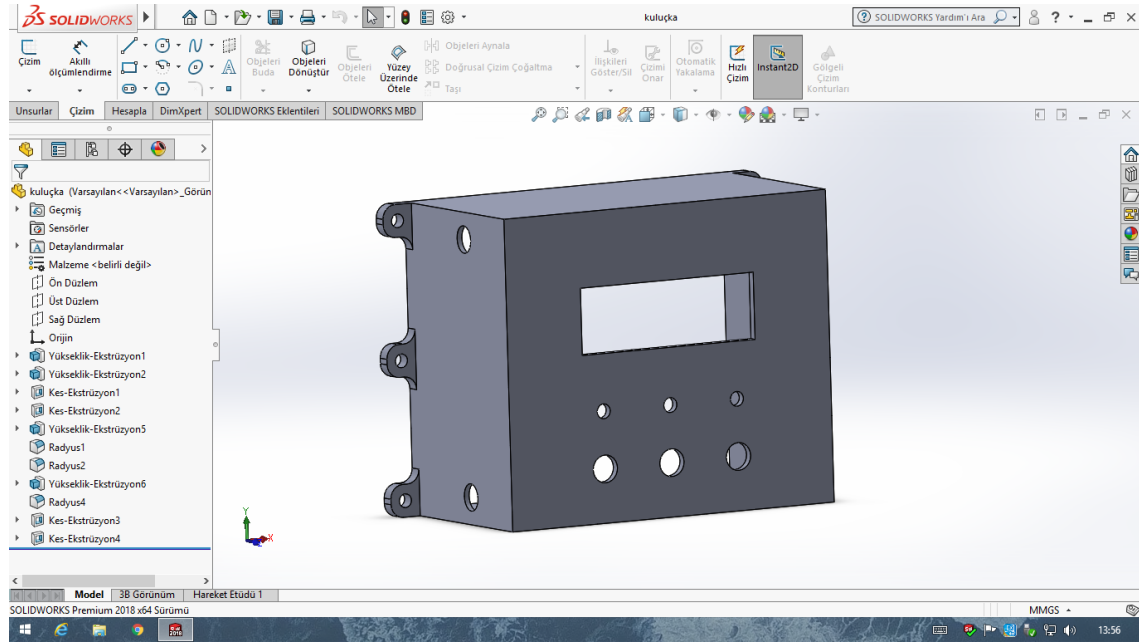 SOLIDWORKS
kuluçka
SOLIDWORKS Yardım'ı Ara
Çizim
Akıllı ölçümlendirme
Objeleri Buda
Objeleri Dönüştür
Objeleri Ötele
Yüzey Üzerinde Ötele
Objeleri Aynala
Doğrusal Çizim Çoğaltma
Taşı
İlişkileri Göster/Sil
Çizimi Onar
Otomatik Yakalama
Hızlı Çizim
Instant2D
Gölgeli Çizim Konturları
Unsurlar Çizim Hesapla DimXpert SOLIDWORKS Eklentileri SOLIDWORKS MBD
kuluçka (Varsayılan<<Varsayılan>_Görün
Geçmiş
Sensörler
Detaylandırmalar
Malzeme <belirli değil>
Ön Düzlem
Üst Düzlem
Sağ Düzlem
Orijin
Yükseklik-Ekstrüzyon1
Yükseklik-Ekstrüzyon2
Kes-Ekstrüzyon1
Kes-Ekstrüzyon2
Yükseklik-Ekstrüzyon5
Radyus1
Radyus2
Yükseklik-Ekstrüzyon6
Radyus4
Kes-Ekstrüzyon3
Kes-Ekstrüzyon4
Y
X
Model 3B Görünüm Hareket Etüdü 1
SOLIDWORKS Premium 2018 x64 Sürümü
MMGS
13:56